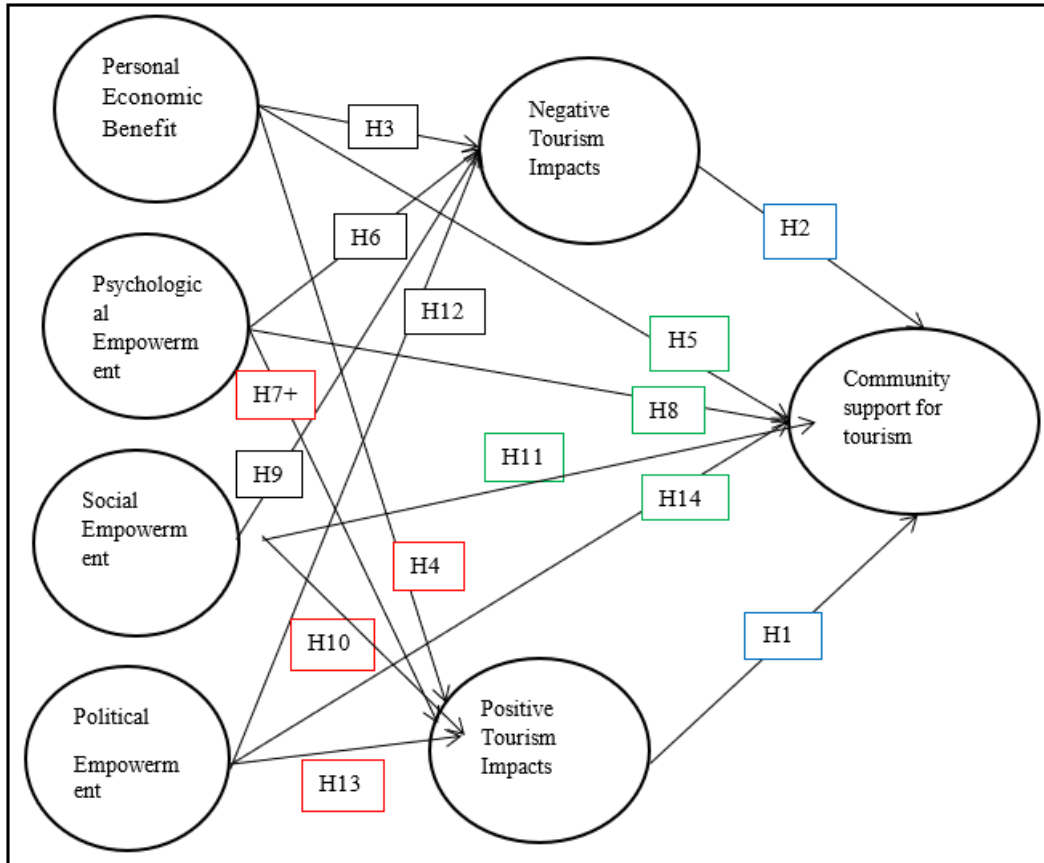 Personal
Economic
Benefit
H3
Negative
Tourism
Impacts
H2
H6
Psychologic
al
Empowerm
ent
H12
H5
H7+
H8
Community
support for
tourism
H11
H9
H14
Social
Empowerm
ent
H4
H10
H1
Political
Empowerm
ent
Positive
Tourism
Impacts
H13